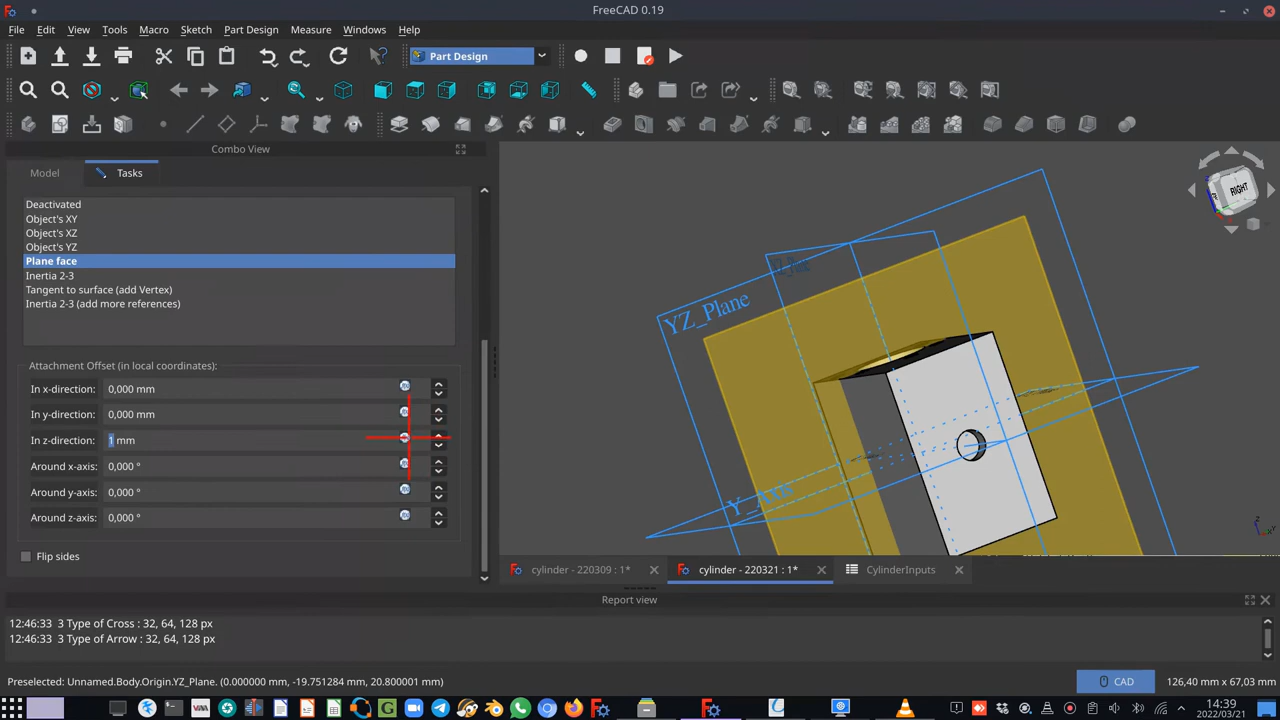 FreeCAD 0.19
File Edit View Tools Macro Sketch Part Design Measure Windows Help
Part Design
Combo View
Model Tasks
Deactivated
Object's XY
Object's XZ
Object's YZ
Plane face
Inertia 2-3
Tangent to surface (add Vertex)
Inertia 2-3 (add more references)
Attachment Offset (in local coordinates):
In x-direction: 0,000 mm
In y-direction: 0,000 mm
In z-direction: 1 mm
Around x-axis: 0,000 °
Around y-axis: 0,000 °
Around z-axis: 0,000 °
Flip sides
RIGHT
YZ_Plane
Y_Axis
cylinder - 220309 : 1* cylinder - 220321 : 1* CylinderInputs
Report view
12:46:33 3 Type of Cross : 32, 64, 128 px
12:46:33 3 Type of Arrow : 32, 64, 128 px
Preselected: Unnamed.Body.Origin.YZ_Plane. (0.000000 mm, -19.751284 mm, 20.800001 mm) CAD 126,40 mm x 67,03 mm
14:39
2022/03/21